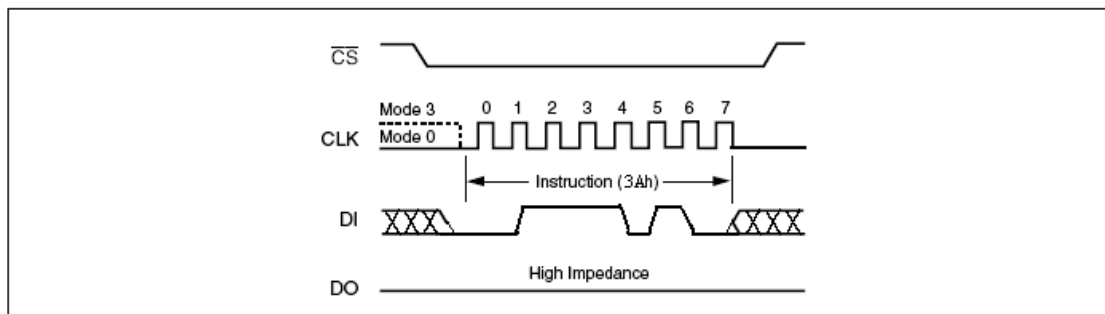 CS
Mode 3
0 1 2 3 4 5 6 7
CLK
Mode 0
Instruction (3Ah)
DI
High Impedance
DO